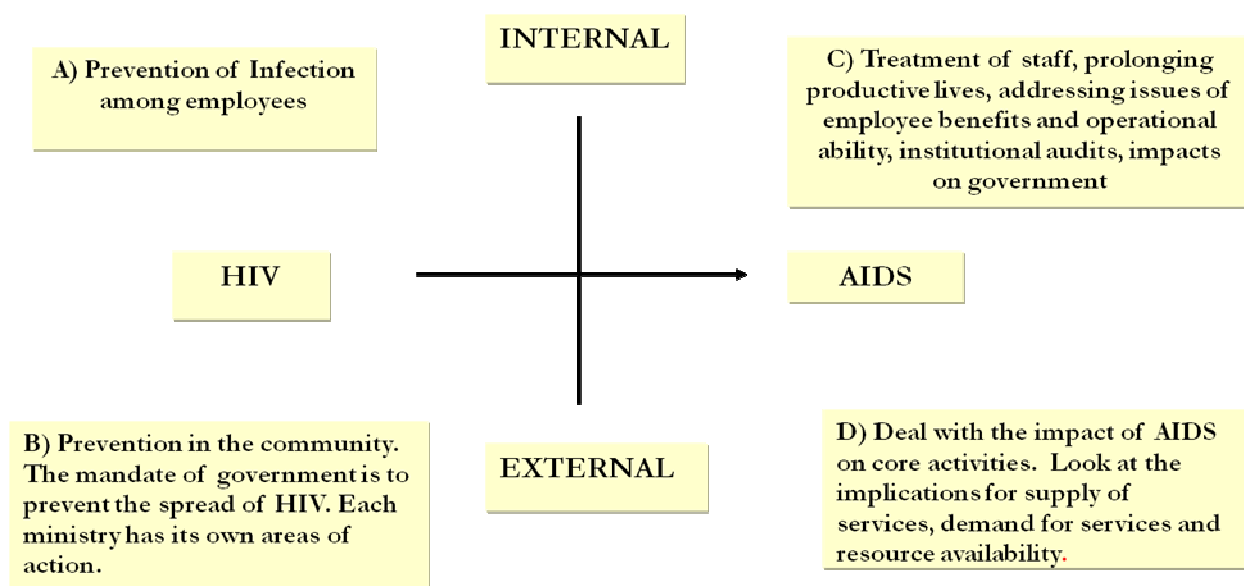 INTERNAL
A) Prevention of Infection
among employees
C) Treatment of staff, prolonging
productive lives, addressing issues of
employee benefits and operational
ability, institutional audits, impacts
on government
HIV
AIDS
B) Prevention in the community.
The mandate of government is to
prevent the spread of HIV. Each
ministry has its own areas of
action.
EXTERNAL
D) Deal with the impact of AIDS
on core activities. Look at the
implications for supply of
services, demand for services and
resource availability.